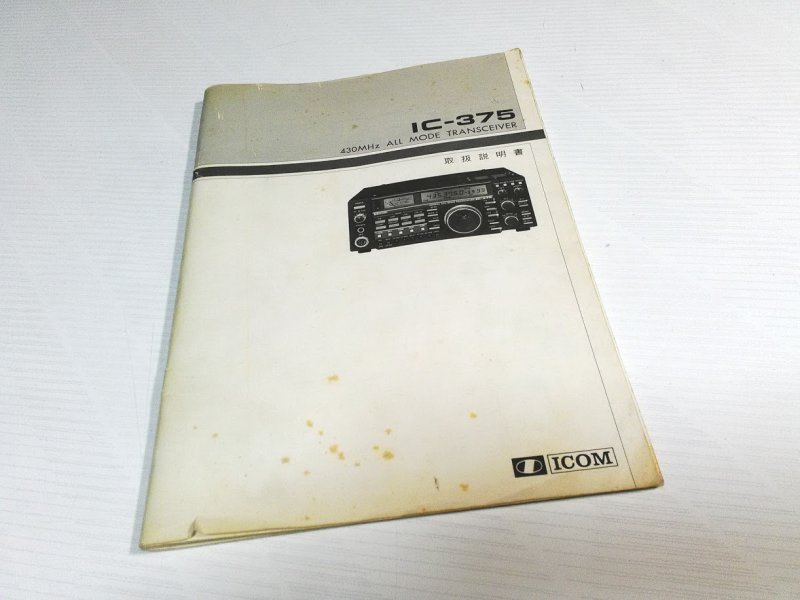 IC-375
430MHz ALL MODE TRANSCEIVER
取扱説明書
ICOM